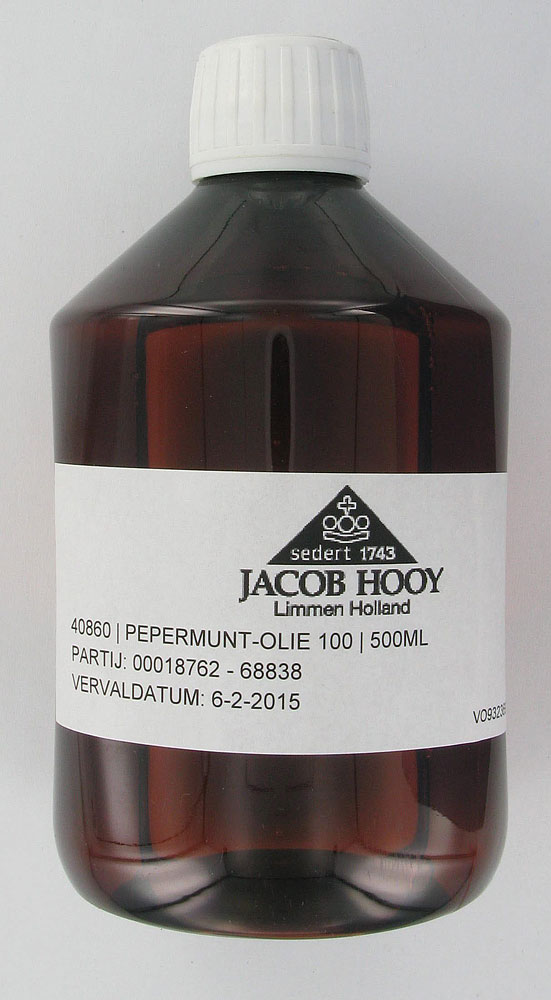 sedert 1743
JACOB HOOY
Limmen Holland
40860 | PEPERMUNT-OLIE 100 | 500ML
PARTIJ: 00018762 - 68838
VERVALDATUM: 6-2-2015